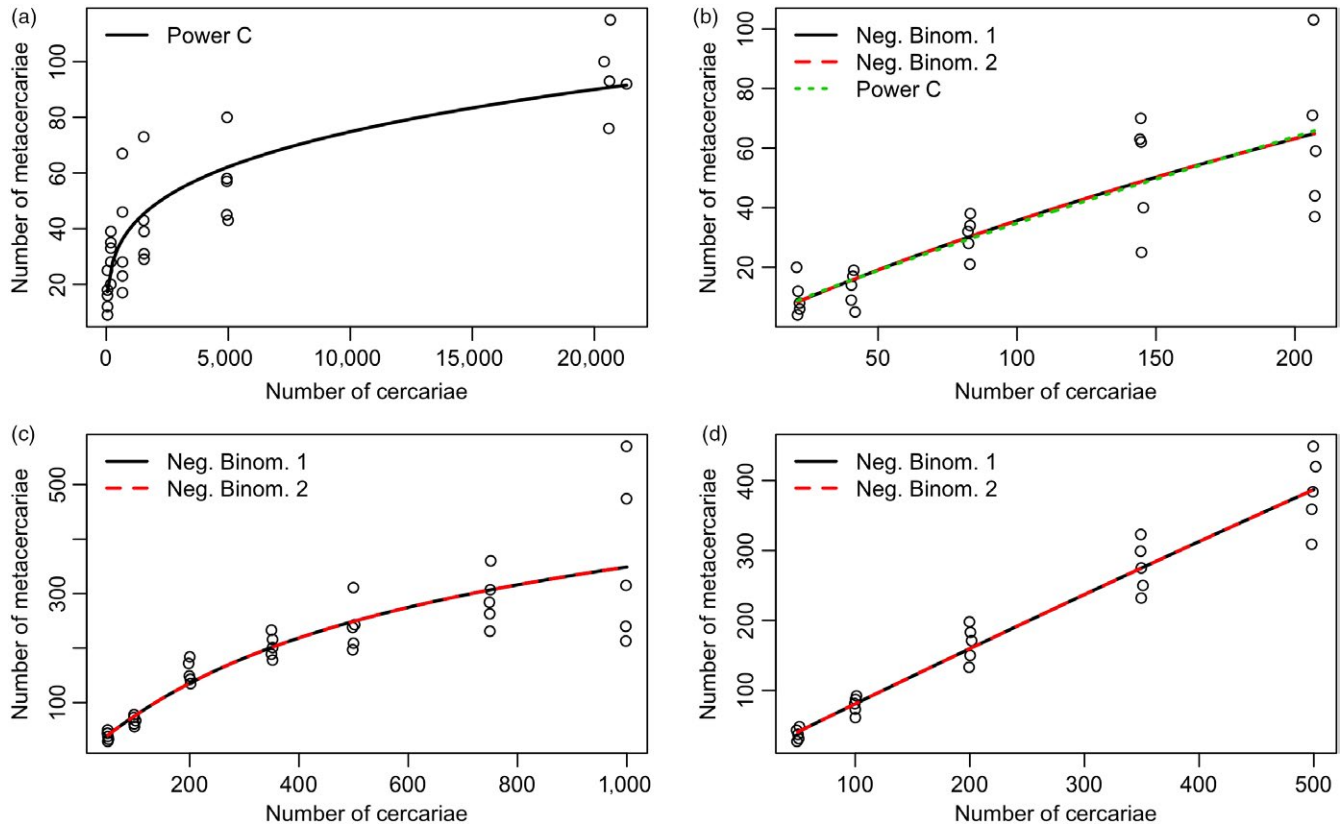 (a)
Power C
Number of metacercariae
20
40
60
80
100
0
5,000
10,000
15,000
20,000
Number of cercariae
(b)
Neg. Binom. 1
Neg. Binom. 2
Power C
Number of metacercariae
20
40
60
80
100
50
100
150
200
Number of cercariae
(c)
Neg. Binom. 1
Neg. Binom. 2
Number of metacercariae
100
300
500
200
400
600
800
1,000
Number of cercariae
(d)
Neg. Binom. 1
Neg. Binom. 2
Number of metacercariae
100
200
300
400
100
200
300
400
500
Number of cercariae